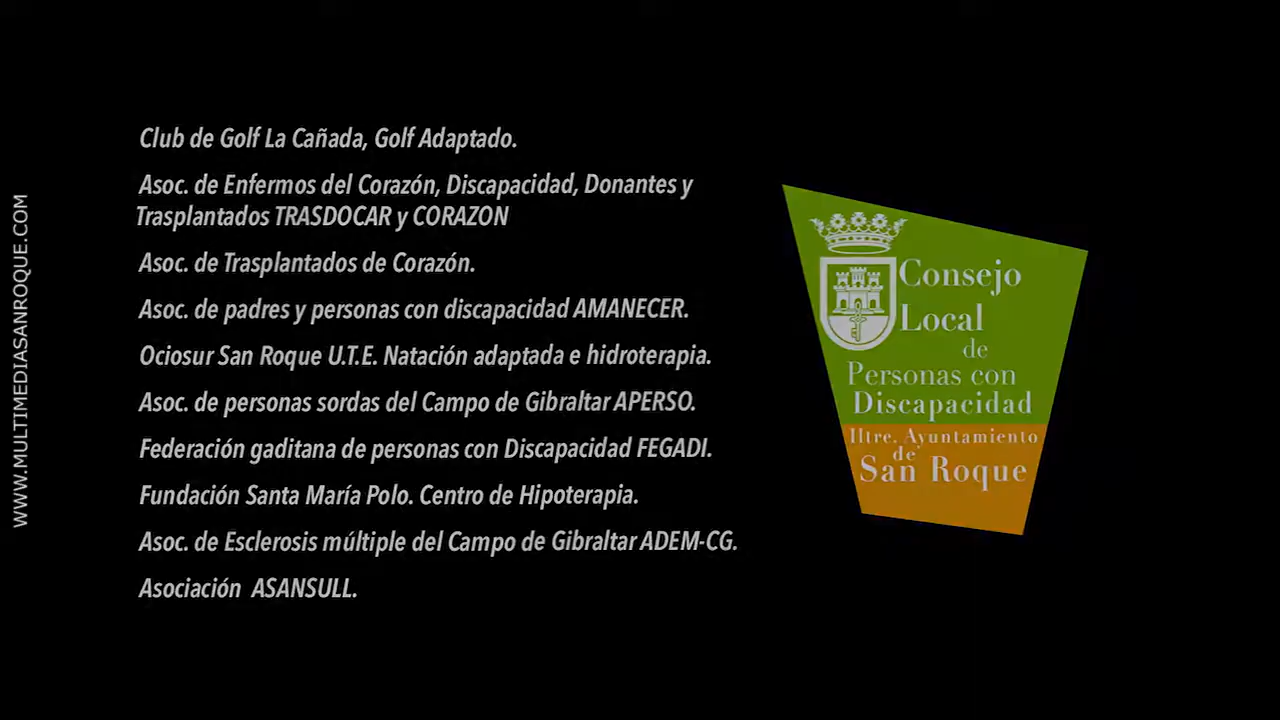 Club de Golf La Cañada, Golf Adaptado.
Asoc. de Enfermos del Corazón, Discapacidad, Donantes y
Trasplantados TRASDOCAR y CORAZON
Asoc. de Trasplantados de Corazón.
Asoc. de padres y personas con discapacidad AMANECER.
Ociosur San Roque U.T.E. Natación adaptada e hidroterapia.
Asoc. de personas sordas del Campo de Gibraltar APERSO.
Federación gaditana de personas con Discapacidad FEGADI.
Fundación Santa María Polo. Centro de Hipoterapia.
Asoc. de Esclerosis múltiple del Campo de Gibraltar ADEM-CG.
Asociación ASANSULL.
Consejo
Local
de
Personas con
Discapacidad
Iltre. Ayuntamiento
de
San Roque
WWW.MULTIMEDIASANROQUE.COM